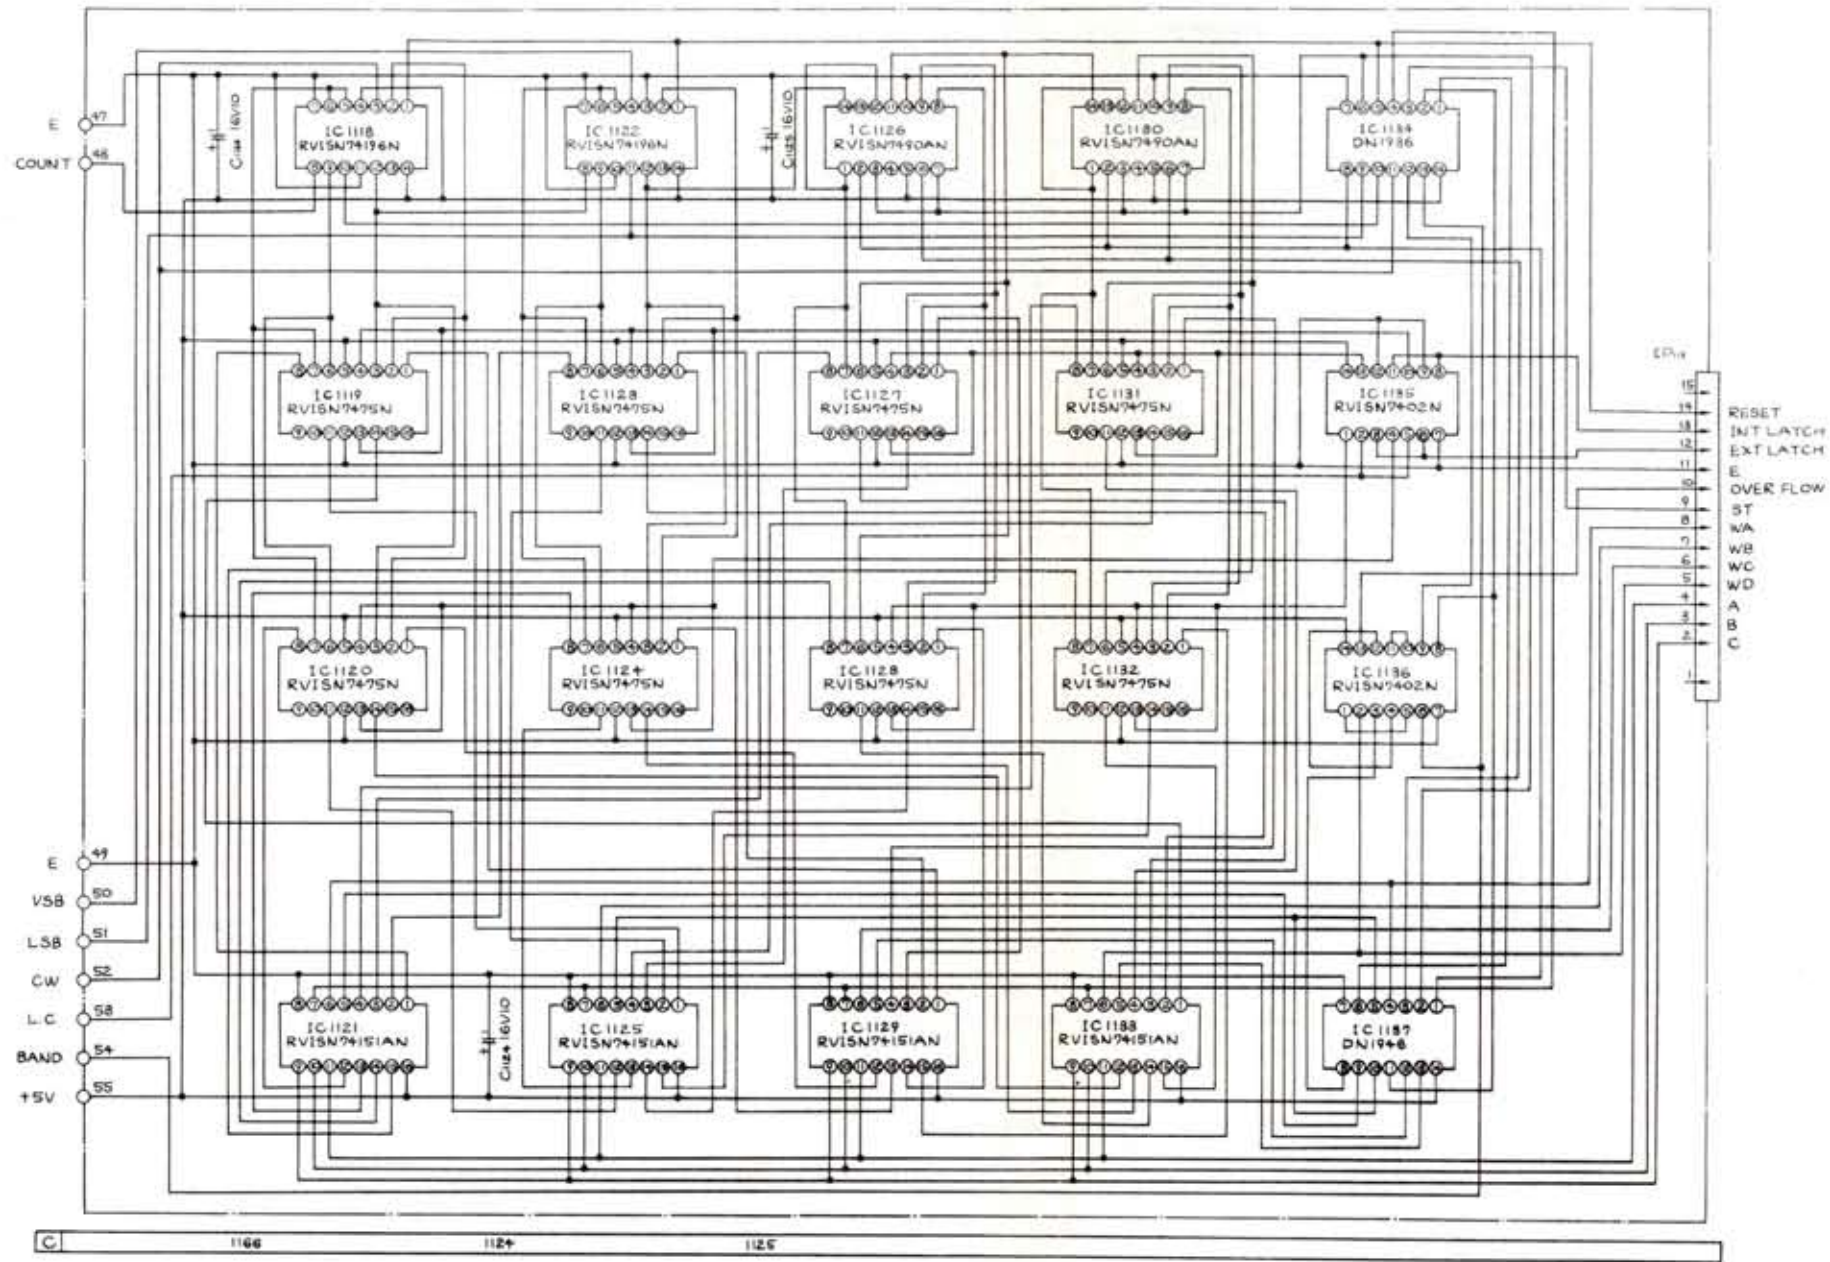 E
47
COUNT
48
IC1118
RVISN74196N
16V10
IC1122
RVISN74196N
C1125 16V10
IC1126
RVISN7490AN
IC1130
RVISN7490AN
IC1134
DN1936
IC1119
RVISN7475N
IC1123
RVISN7475N
IC1127
RVISN7475N
IC1131
RVISN7475N
IC1135
RVISN7402N
15
14 RESET
13 INT LATCH
12 EXT LATCH
11 E
10 OVER FLOW
9 ST
8 WA
7 WB
6 WC
5 WD
4 A
3 B
2 C
1
IC1120
RVISN7475N
IC1124
RVISN7475N
IC1128
RVISN7475N
IC1132
RVISN7475N
IC1136
RVISN7402N
E 49
VSB 50
LSB 51
CW 52
L.C 53
BAND 54
+5V 55
IC1121
RVISN74151AN
C1124 16V10
IC1125
RVISN74151AN
IC1129
RVISN74151AN
IC1133
RVISN74151AN
IC1137
DN1948
C 1166 1124 1125